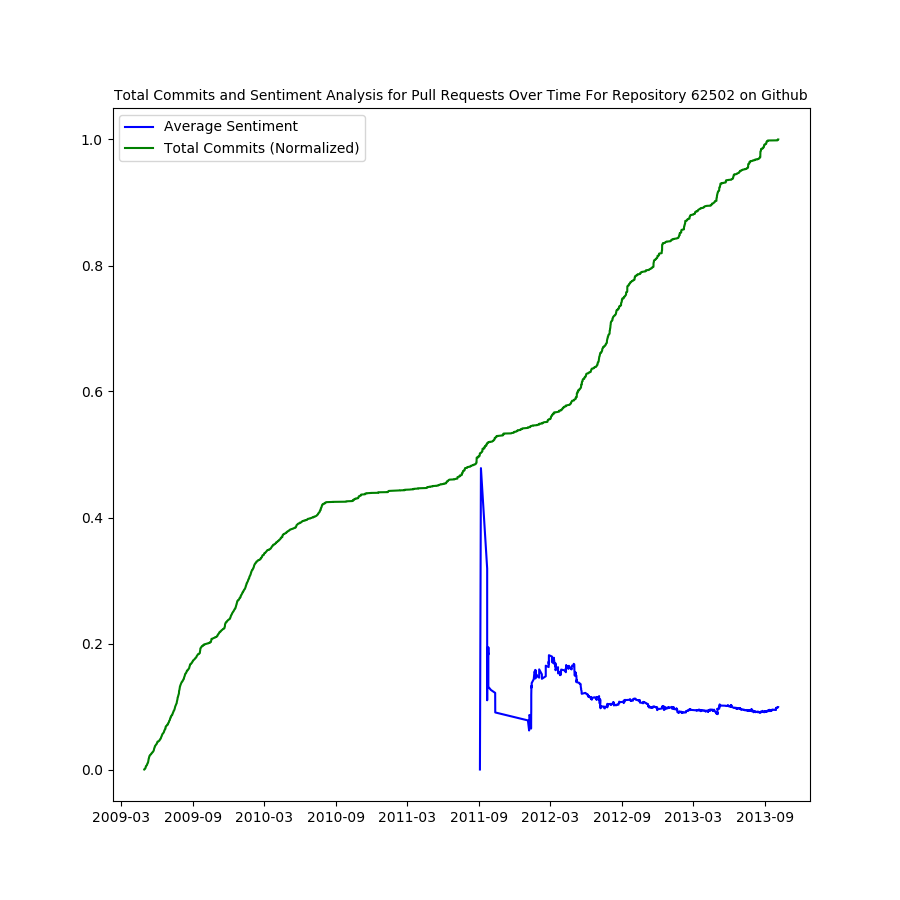 Total Commits and Sentiment Analysis for Pull Requests Over Time For Repository 62502 on Github
Average Sentiment
Total Commits (Normalized)
1.0
0.8
0.6
0.4
0.2
0.0
2009-03 2009-09 2010-03 2010-09 2011-03 2011-09 2012-03 2012-09 2013-03 2013-09